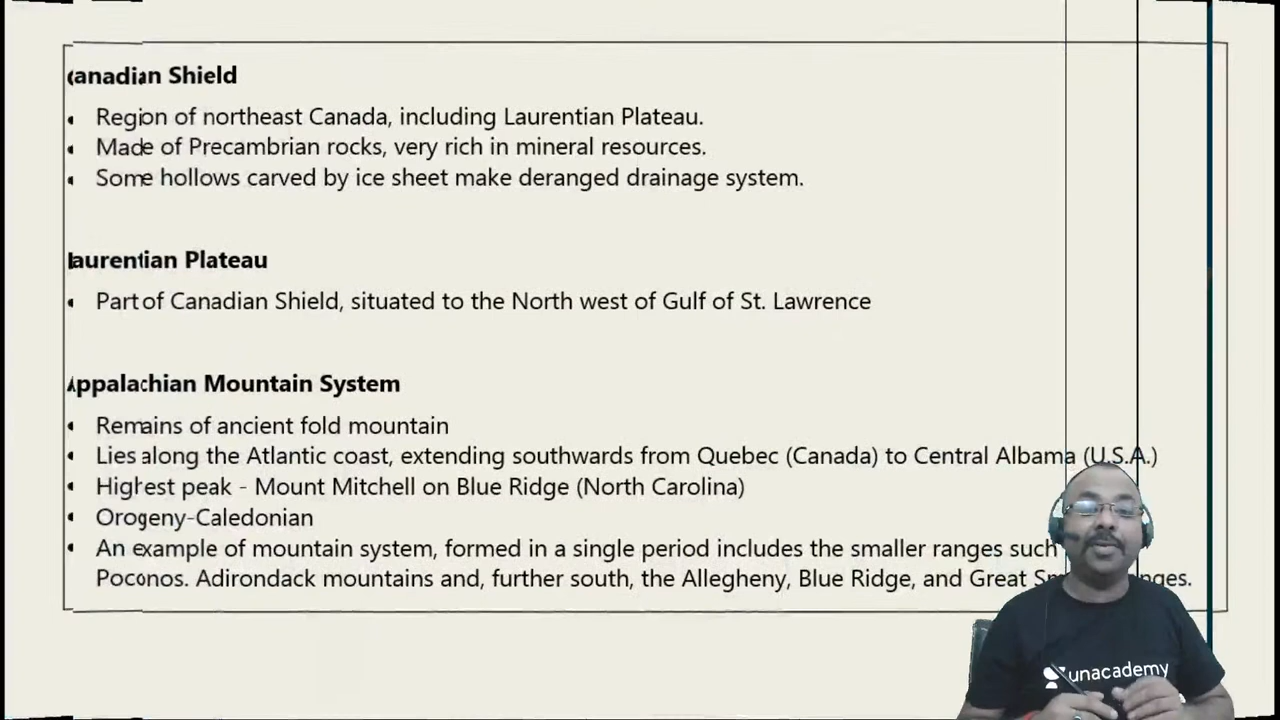 Canadian Shield
Region of northeast Canada, including Laurentian Plateau.
Made of Precambrian rocks, very rich in mineral resources.
Some hollows carved by ice sheet make deranged drainage system.
Laurentian Plateau
Part of Canadian Shield, situated to the North west of Gulf of St. Lawrence
Appalachian Mountain System
Remains of ancient fold mountain
Lies along the Atlantic coast, extending southwards from Quebec (Canada) to Central Albama (U.S.A.)
Highest peak - Mount Mitchell on Blue Ridge (North Carolina)
Orogeny-Caledonian
An example of mountain system, formed in a single period includes the smaller ranges such
Poconos. Adirondack mountains and, further south, the Allegheny, Blue Ridge, and Great
unacademy